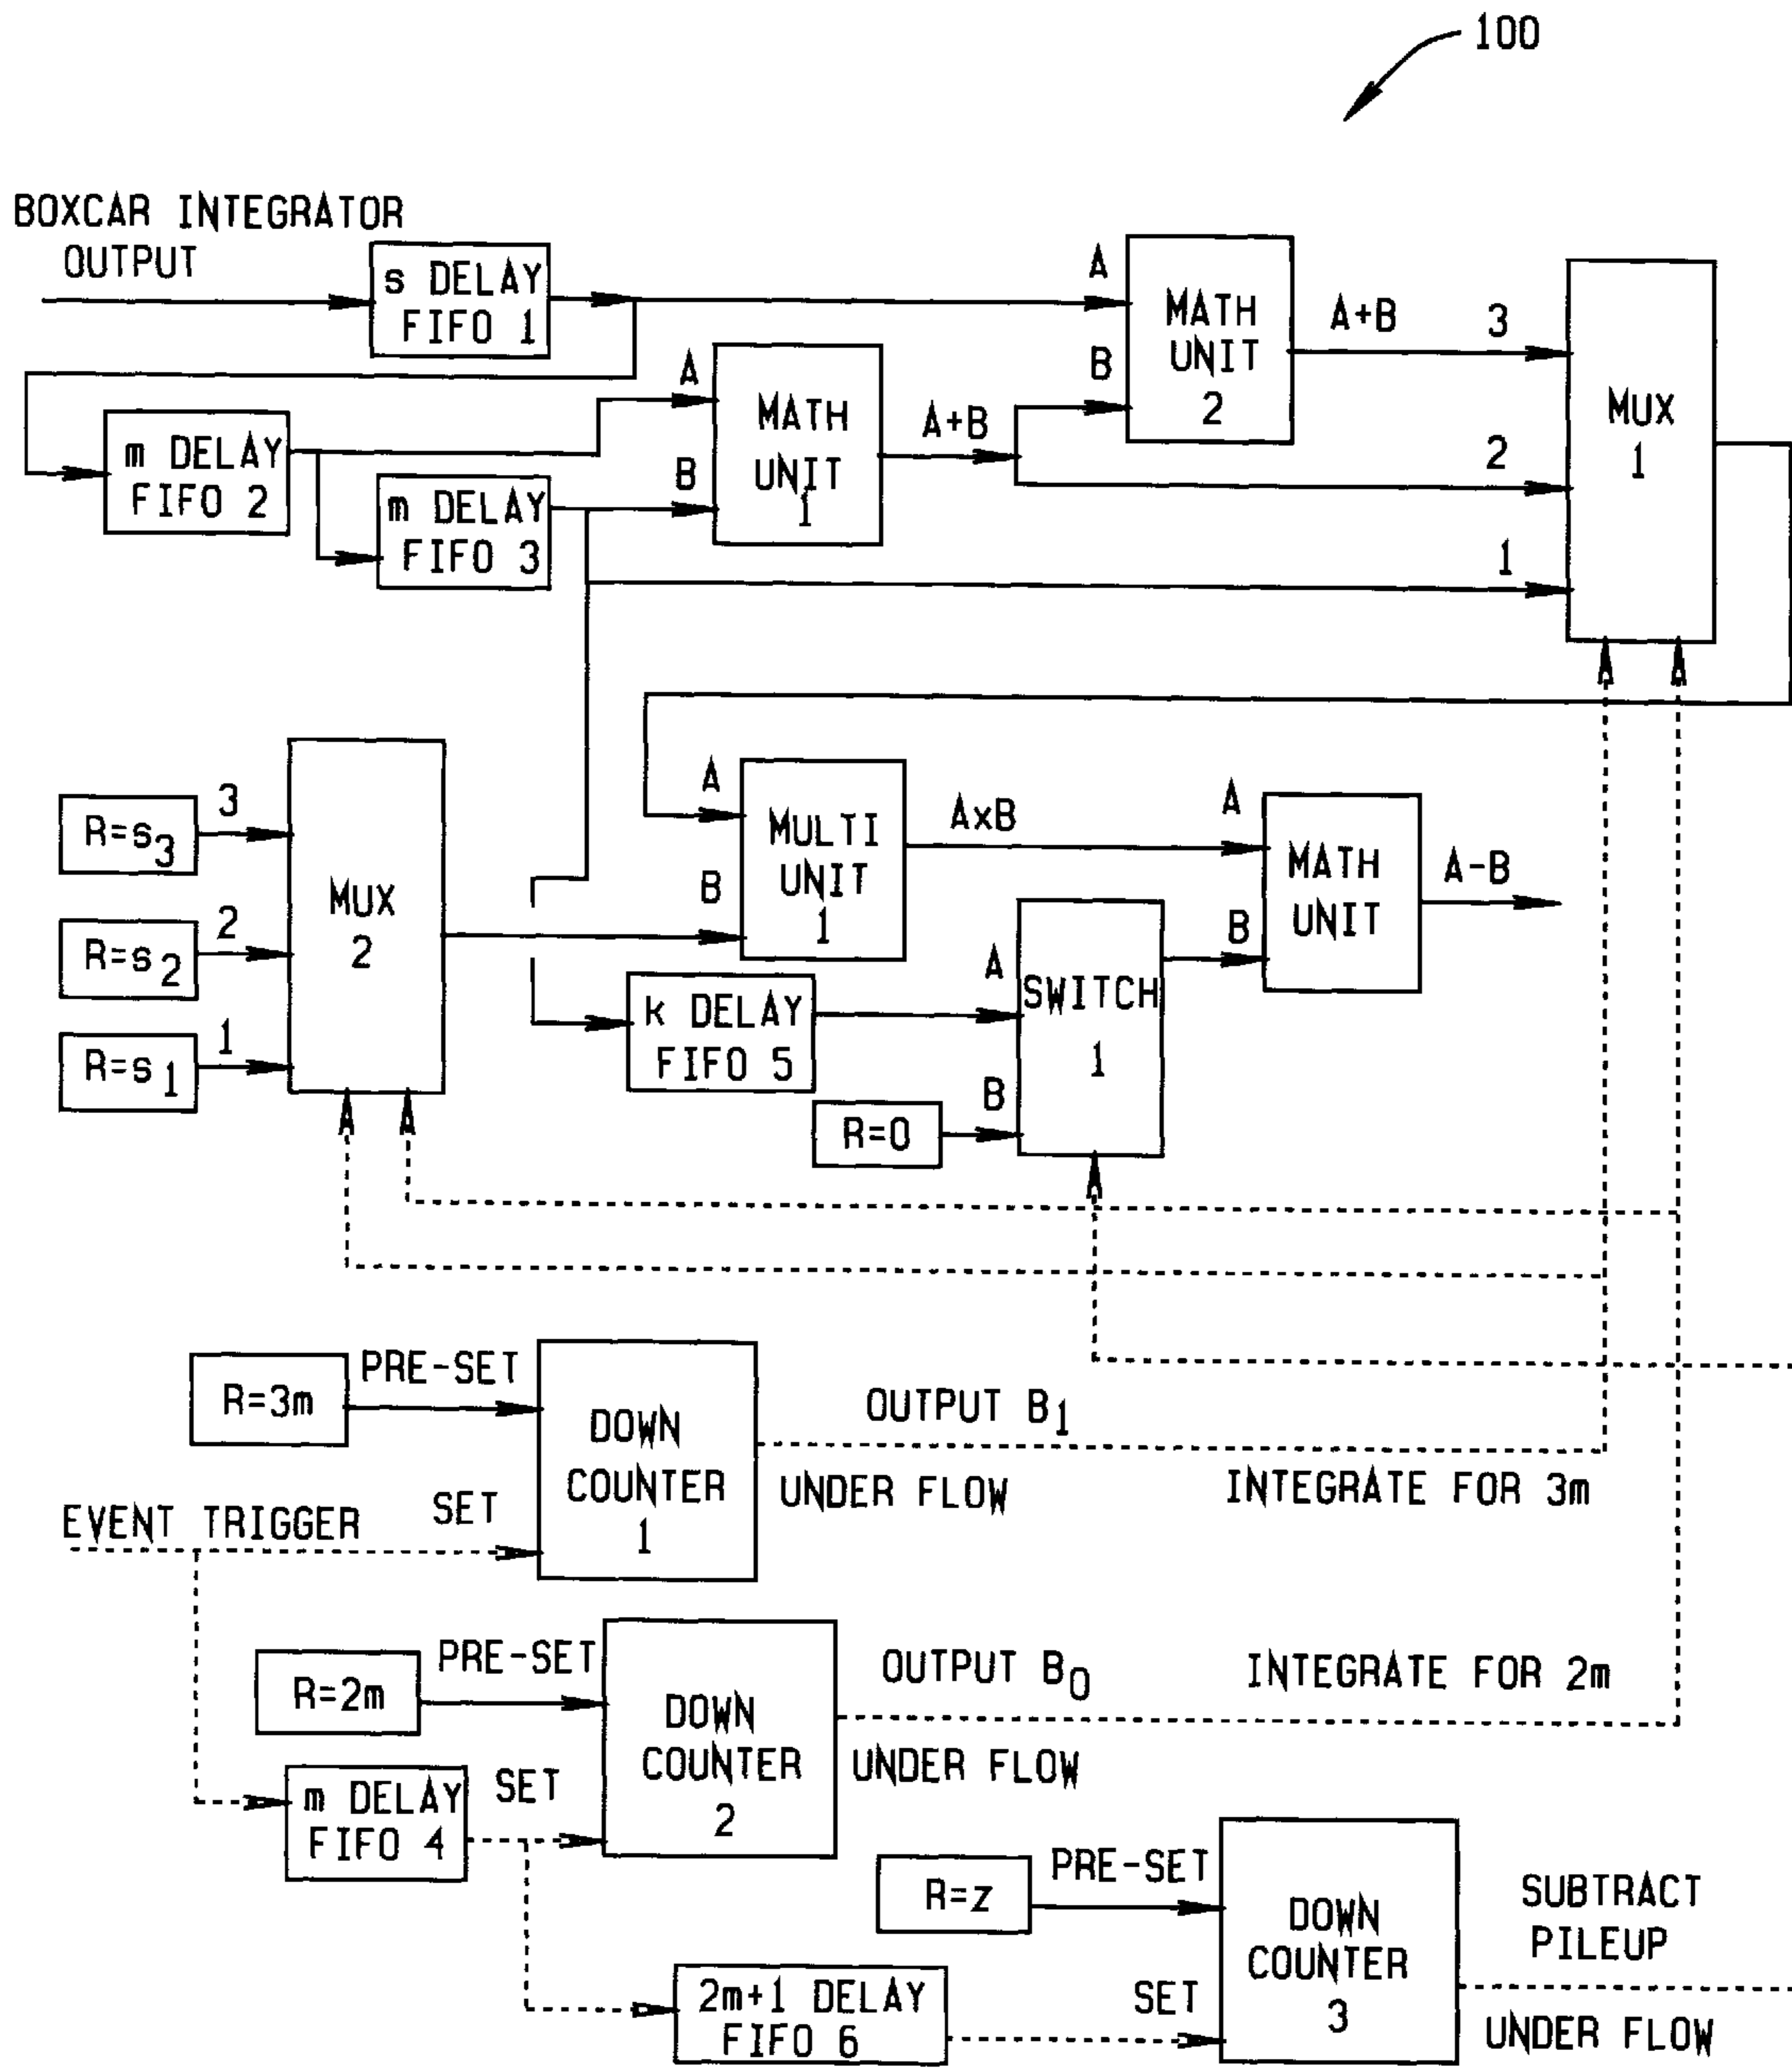 100
BOXCAR INTEGRATOR
OUTPUT
s DELAY
FIFO 1
A
B
MATH
UNIT
2
A+B
3
2
1
MUX
1
m DELAY
FIFO 2
m DELAY
FIFO 3
A
B
MATH
UNIT
1
A+B
R=s3
3
R=s2
2
R=s1
1
MUX
2
A
B
MULTI
UNIT
1
AxB
A
B
MATH
UNIT
A-B
k DELAY
FIFO 5
R=0
A
B
SWITCH
1
R=3m
PRE-SET
EVENT TRIGGER
SET
DOWN
COUNTER
1
OUTPUT B1
UNDER FLOW
INTEGRATE FOR 3m
R=2m
PRE-SET
m DELAY
FIFO 4
SET
DOWN
COUNTER
2
OUTPUT B0
UNDER FLOW
INTEGRATE FOR 2m
R=z
PRE-SET
2m+1 DELAY
FIFO 6
SET
DOWN
COUNTER
3
SUBTRACT
PILEUP
UNDER FLOW